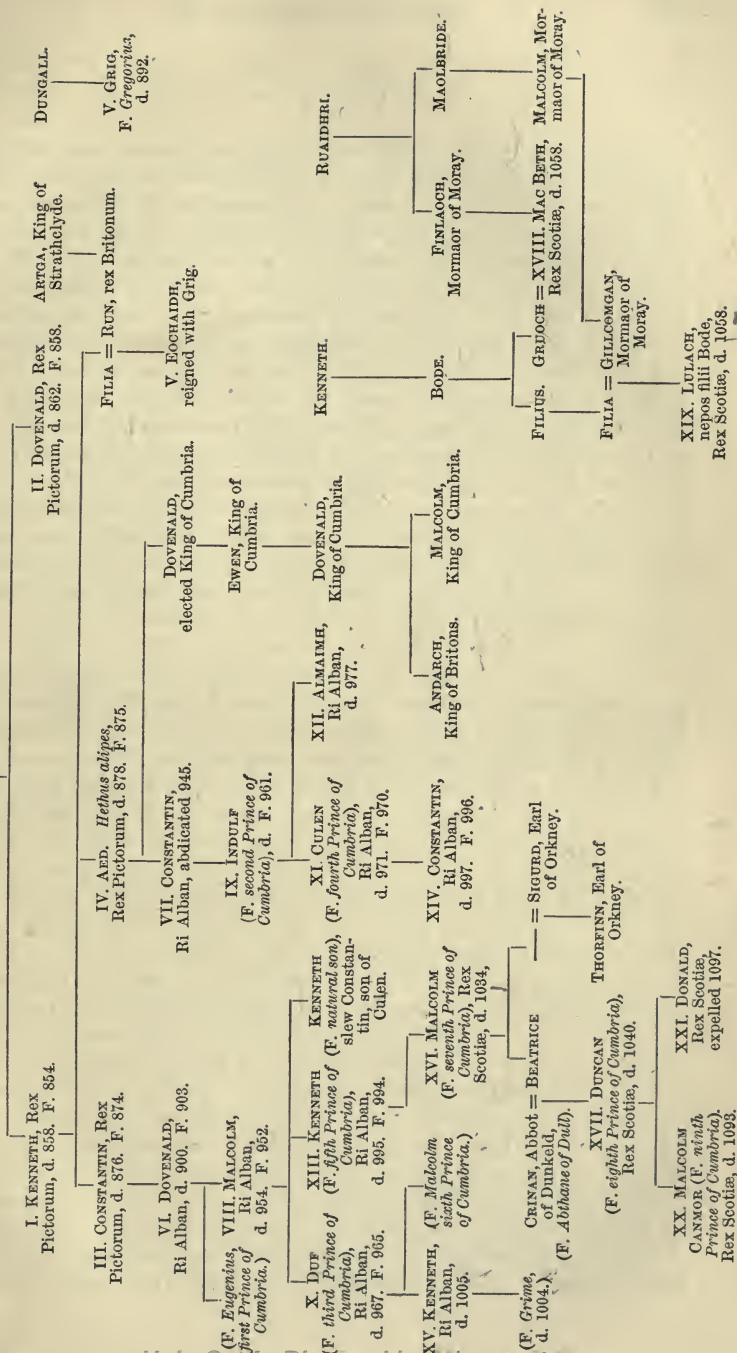 I. KENNETH, Rex
Pictorum, d. 858. F. 854.
II. DOVENALD, Rex
Pictorum, d. 862. F. 858.
ARTGA, King of
Strathclyde.
DUNGALL.
III. CONSTANTIN, Rex
Pictorum, d. 876. F. 874.
IV. AED. Hethus alipes,
Rex Pictorum, d. 878. F. 875.
FILIA = RUN, rex Britonum.
V. GRIG,
F. Gregorius,
d. 892.
VI. DOVENALD,
Ri Alban, d. 900. F. 903.
VII. CONSTANTIN,
Ri Alban, abdicated 945.
DOVENALD,
elected King of Cumbria.
V. EOCHAIDH,
reigned with Grig.
(F. Eugenius,
first Prince of
Cumbria.)
VIII. MALCOLM,
Ri Alban,
d. 954. F. 952.
IX. INDULF
(F. second Prince of
Cumbria), d. F. 961.
EWEN, King of
Cumbria.
X. DUF
(F. third Prince of
Cumbria),
Ri Alban,
d. 967. F. 965.
XIII. KENNETH
(F. fifth Prince of
Cumbria),
Ri Alban,
d. 995. F. 994.
KENNETH
(F. natural son),
slew Constan-
tin, son of
Culen.
XI. CULEN
(F. fourth Prince of
Cumbria),
Ri Alban,
d. 971. F. 970.
XII. ALMAIMH,
Ri Alban,
d. 977.
DOVENALD,
King of Cumbria.
KENNETH.
RUAIDHRI.
XV. KENNETH,
Ri Alban,
d. 1005.
(F. Malcolm
sixth Prince
of Cumbria.)
XVI. MALCOLM
(F. seventh Prince of
Cumbria), Rex
Scotiæ, d. 1034,
XIV. CONSTANTIN,
Ri Alban,
d. 997. F. 996.
ANDARCH,
King of Britons.
MALCOLM,
King of Cumbria.
BODE.
FINLAOCH,
Mormaor of Moray.
MAOLBRIDE.
(F. Grime,
d. 1004.)
CRINAN, Abbot = BEATRICE
of Dunkeld,
(F. Abthane of Dull).
= SIGURD, Earl
of Orkney.
FILIUS.
GRUOCH = XVIII. MAC BETH,
Rex Scotiæ, d. 1058.
MALCOLM, Mor-
maor of Moray.
XVII. DUNCAN
(F. eighth Prince of Cumbria),
Rex Scotiæ, d. 1040.
THORFINN, Earl of
Orkney.
FILIA = GILLCOMGAN,
Mormaor of
Moray.
XX. MALCOLM
CANMOR (F. ninth
Prince of Cumbria).
Rex Scotiæ, d. 1093.
XXI. DONALD,
Rex Scotiæ,
expelled 1097.
XIX. LULACH,
nepos filii Bode,
Rex Scotiæ, d. 1058.